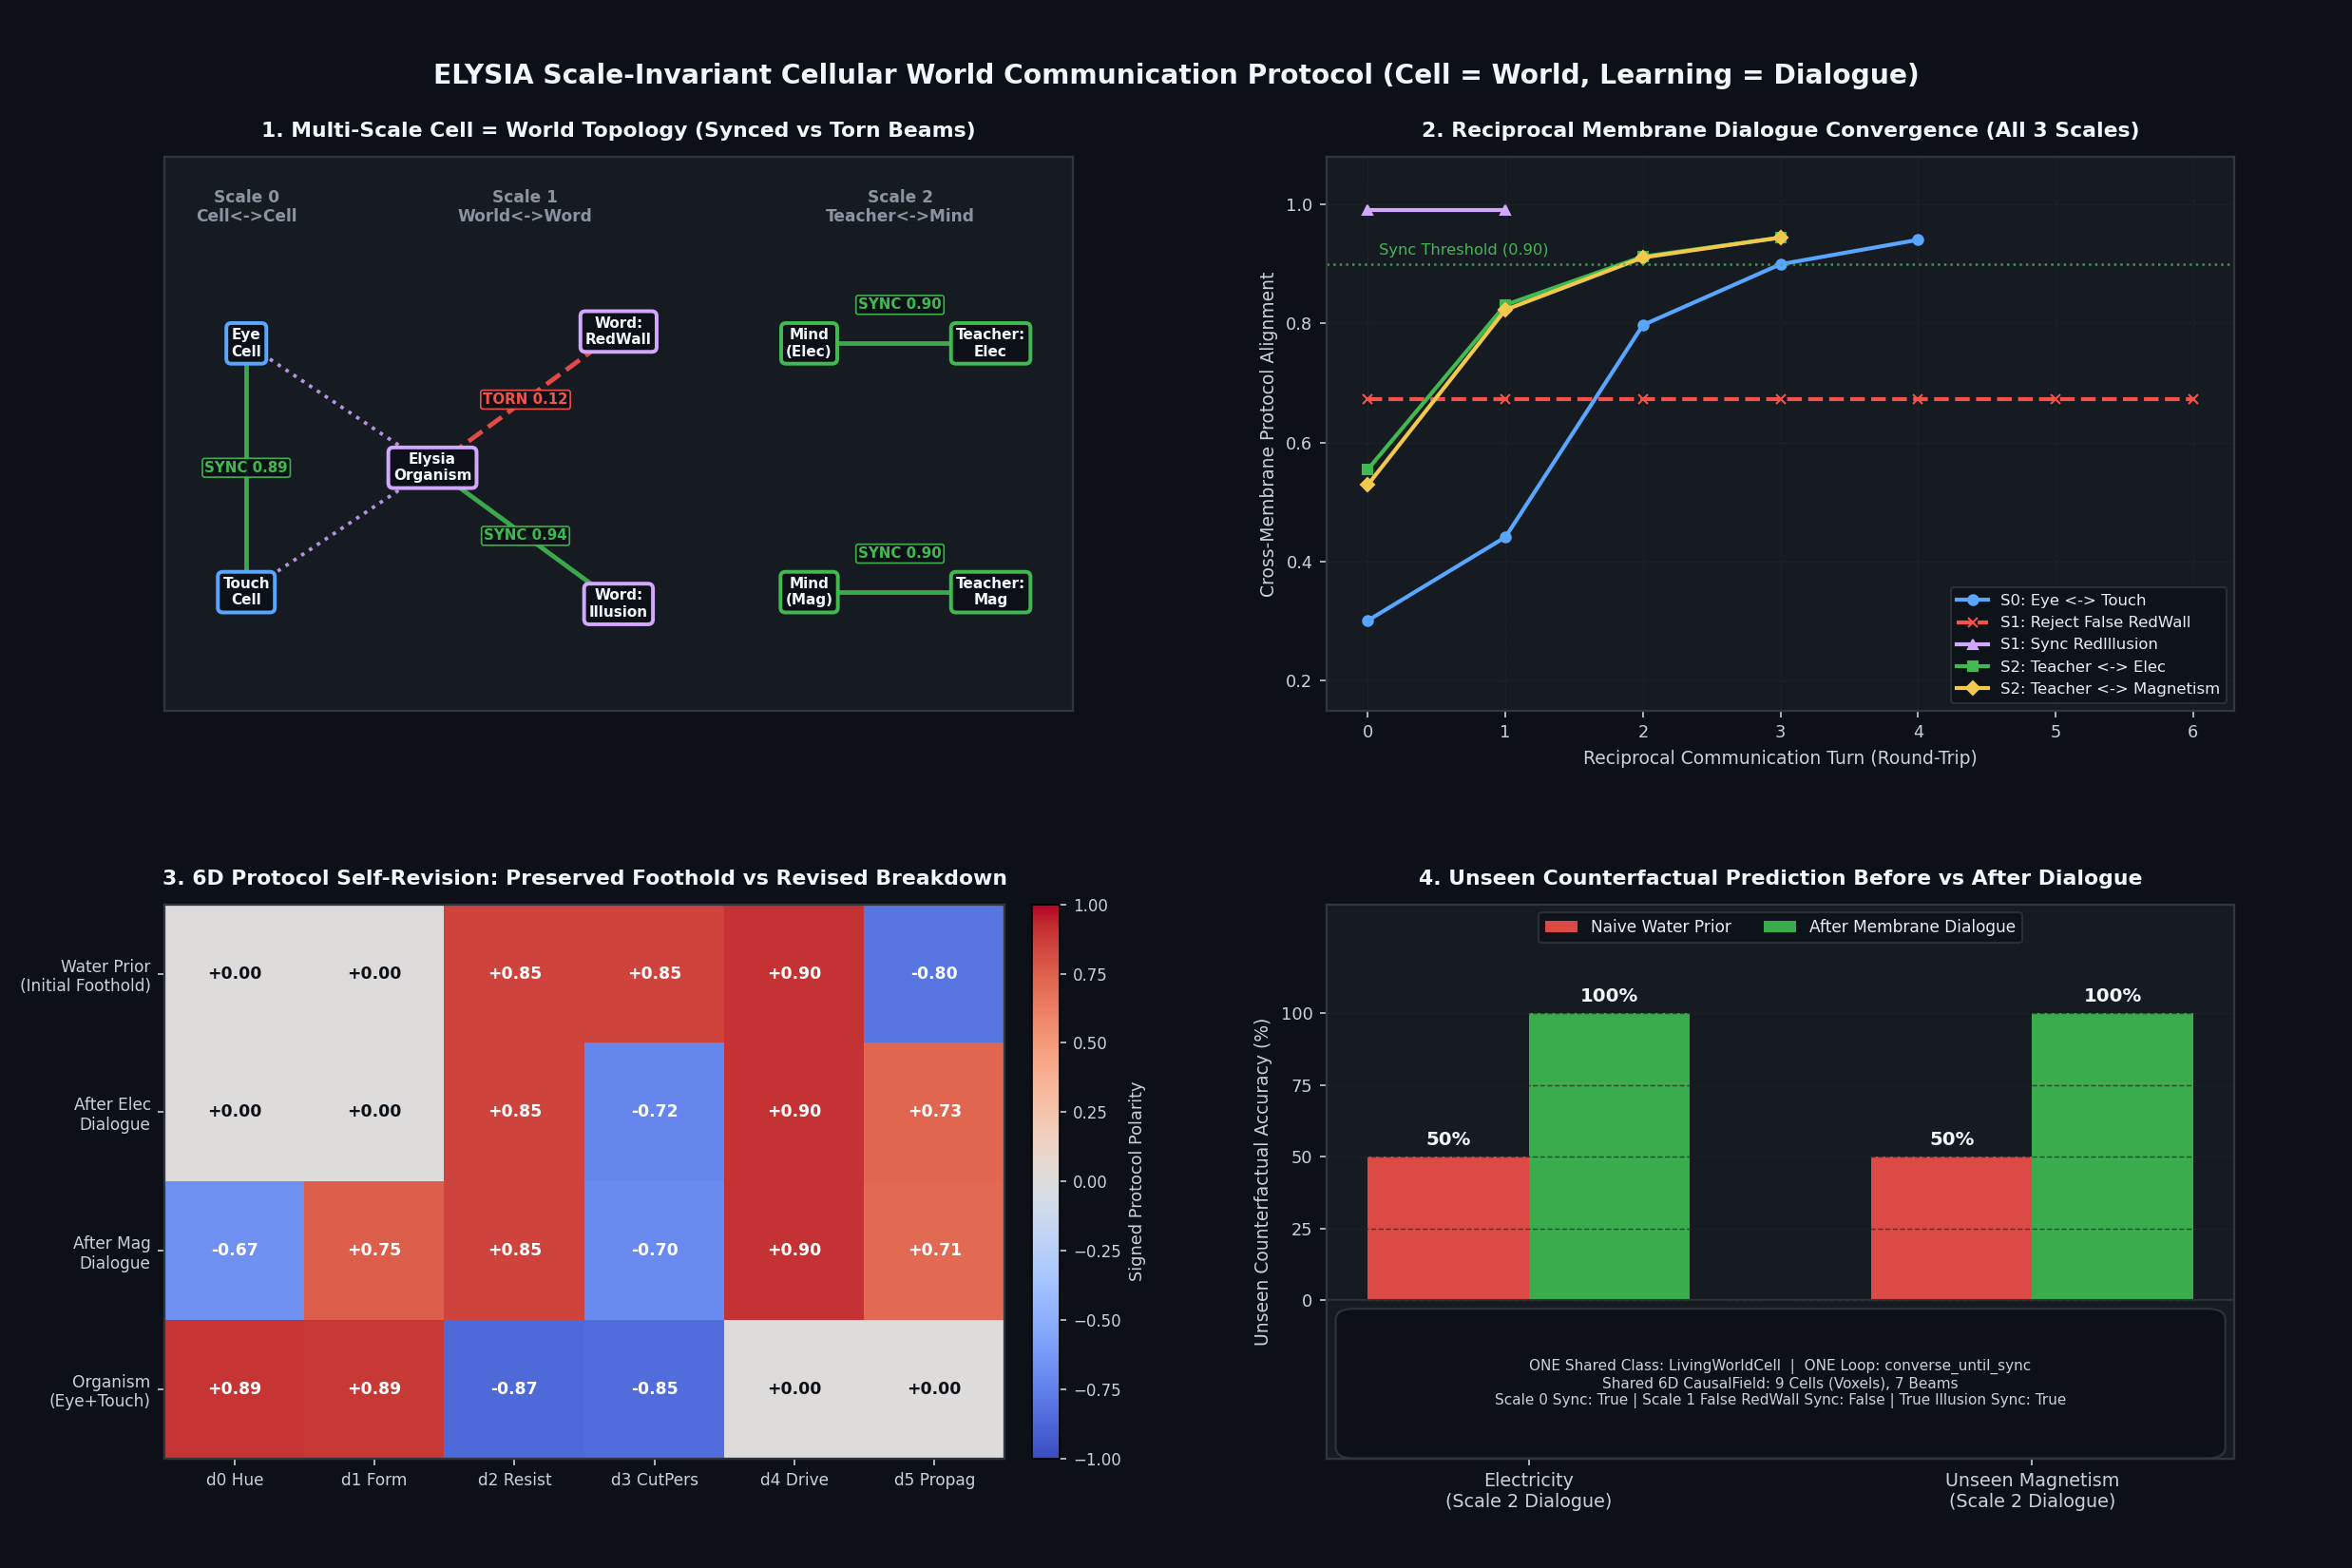 ELYSIA Scale-Invariant Cellular World Communication Protocol (Cell = World, Learning = Dialogue)
1. Multi-Scale Cell = World Topology (Synced vs Torn Beams)
Scale 0
Cell<->Cell
Scale 1
World<->Word
Scale 2
Teacher<->Mind
Eye
Cell
Word:
RedWall
SYNC 0.90
Mind
(Elec)
Teacher:
Elec
TORN 0.12
SYNC 0.89
Elysia
Organism
SYNC 0.94
Touch
Cell
Word:
Illusion
SYNC 0.90
Mind
(Mag)
Teacher:
Mag
2. Reciprocal Membrane Dialogue Convergence (All 3 Scales)
Cross-Membrane Protocol Alignment
1.0
0.8
0.6
0.4
0.2
Sync Threshold (0.90)
S0: Eye <-> Touch
S1: Reject False RedWall
S1: Sync RedIllusion
S2: Teacher <-> Elec
S2: Teacher <-> Magnetism
0 1 2 3 4 5 6
Reciprocal Communication Turn (Round-Trip)
3. 6D Protocol Self-Revision: Preserved Foothold vs Revised Breakdown
Water Prior
(Initial Foothold)
+0.00 +0.00 +0.85 +0.85 +0.90 -0.80
After Elec
Dialogue
+0.00 +0.00 +0.85 -0.72 +0.90 +0.73
After Mag
Dialogue
-0.67 +0.75 +0.85 -0.70 +0.90 +0.71
Organism
(Eye+Touch)
+0.89 +0.89 -0.87 -0.85 +0.00 +0.00
d0 Hue d1 Form d2 Resist d3 CutPers d4 Drive d5 Propag
1.00
0.75
0.50
0.25
0.00
−0.25
−0.50
−0.75
−1.00
Signed Protocol Polarity
4. Unseen Counterfactual Prediction Before vs After Dialogue
Naive Water Prior
After Membrane Dialogue
Unseen Counterfactual Accuracy (%)
100
75
50
25
0
50%
100%
50%
100%
ONE Shared Class: LivingWorldCell | ONE Loop: converse_until_sync
Shared 6D CausalField: 9 Cells (Voxels), 7 Beams
Scale 0 Sync: True | Scale 1 False RedWall Sync: False | True Illusion Sync: True
Electricity
(Scale 2 Dialogue)
Unseen Magnetism
(Scale 2 Dialogue)